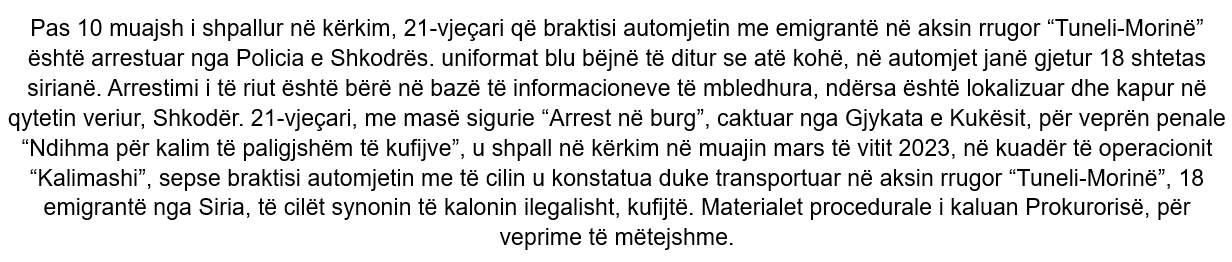 Pas 10 muajsh i shpallur në kërkim, 21-vjeçari që braktisi automjetin me emigrantë në aksin rrugor “Tuneli-Morinë”
është arrestuar nga Policia e Shkodrës. uniformat blu bëjnë të ditur se atë kohë, në automjet janë gjetur 18 shtetas
sirianë. Arrestimi i të riut është bërë në bazë të informacioneve të mbledhura, ndërsa është lokalizuar dhe kapur në
qytetin veriur, Shkodër. 21-vjeçari, me masë sigurie “Arrest në burg”, caktuar nga Gjykata e Kukësit, për veprën penale
“Ndihma për kalim të paligjshëm të kufijve”, u shpall në kërkim në muajin mars të vitit 2023, në kuadër të operacionit
“Kalimashi”, sepse braktisi automjetin me të cilin u konstatua duke transportuar në aksin rrugor “Tuneli-Morinë”, 18
emigrantë nga Siria, të cilët synonin të kalonin ilegalisht, kufijtë. Materialet procedurale i kaluan Prokurorisë, për
veprime të mëtejshme.